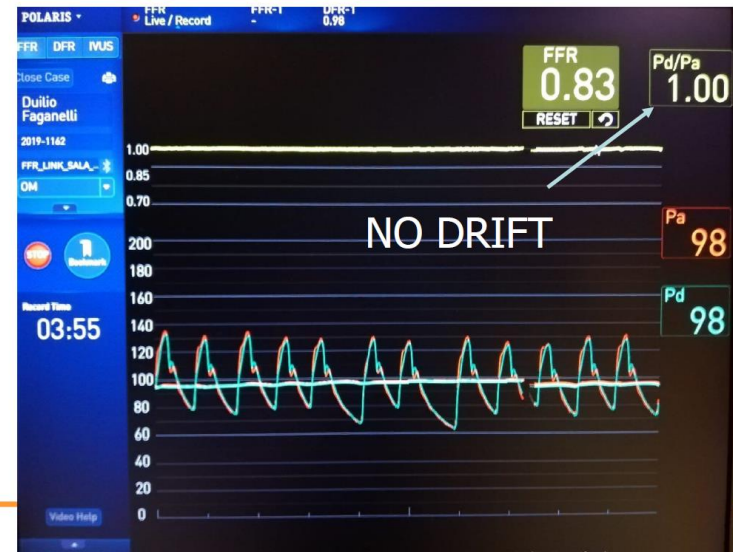 POLARIS
FFR
Live / Record
FFR-1
-
DFR-1
0.98
FFR DFR IVUS
Close Case
Duilio
Faganelli
2019-1162
FFR_LINK_SALA_
OM
STOP
Bookmark
Record Time
03:55
Video Help
FFR
0.83
RESET
Pd/Pa
1.00
NO DRIFT
Pa
98
Pd
98
1.00
0.85
0.70
200
180
160
140
120
100
80
60
40
20
0